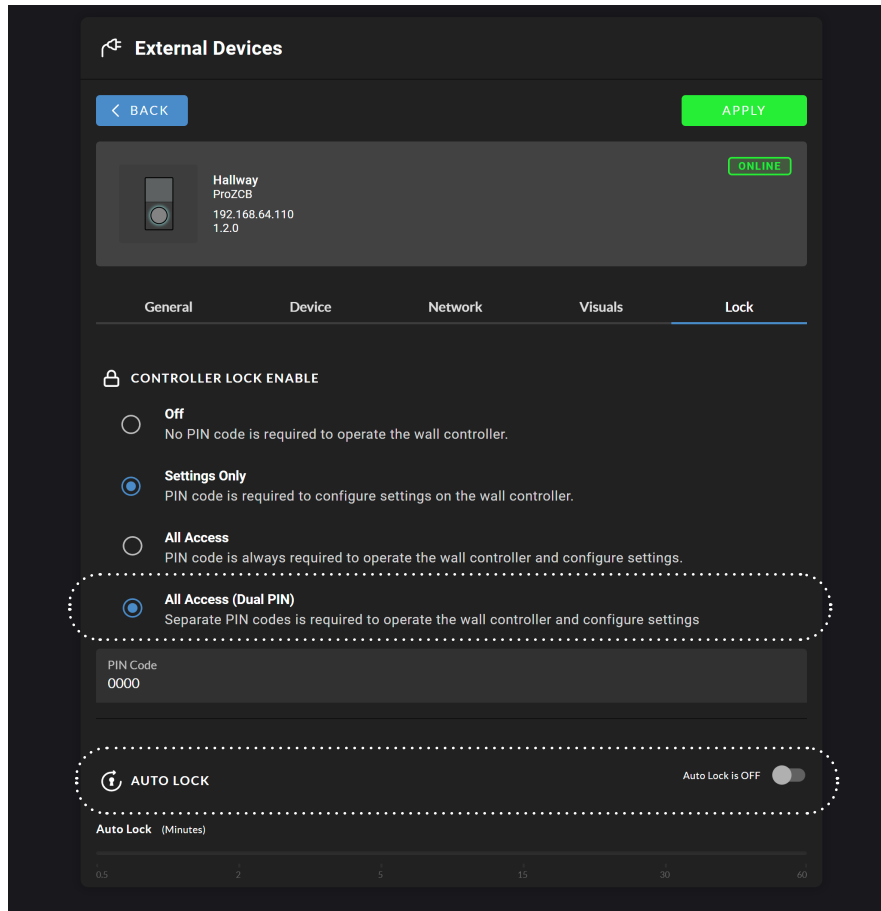 External Devices
BACK
APPLY
ONLINE
Hallway
ProZCB
192.168.64.110
1.2.0
General Device Network Visuals Lock
CONTROLLER LOCK ENABLE
Off
No PIN code is required to operate the wall controller.
Settings Only
PIN code is required to configure settings on the wall controller.
All Access
PIN code is always required to operate the wall controller and configure settings.
All Access (Dual PIN)
Separate PIN codes is required to operate the wall controller and configure settings
PIN Code
0000
AUTO LOCK
Auto Lock is OFF
Auto Lock (Minutes)
0.5 2 5 15 30 60